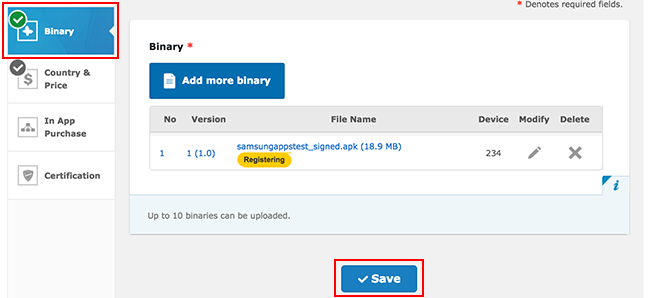 * Denotes required fields.
Binary
Country & Price
In App Purchase
Certification
Binary *
Add more binary
No Version File Name Device Modify Delete
1 1 (1.0) samsungappstest_signed.apk (18.9 MB) 234
Registering
i
Up to 10 binaries can be uploaded.
Save